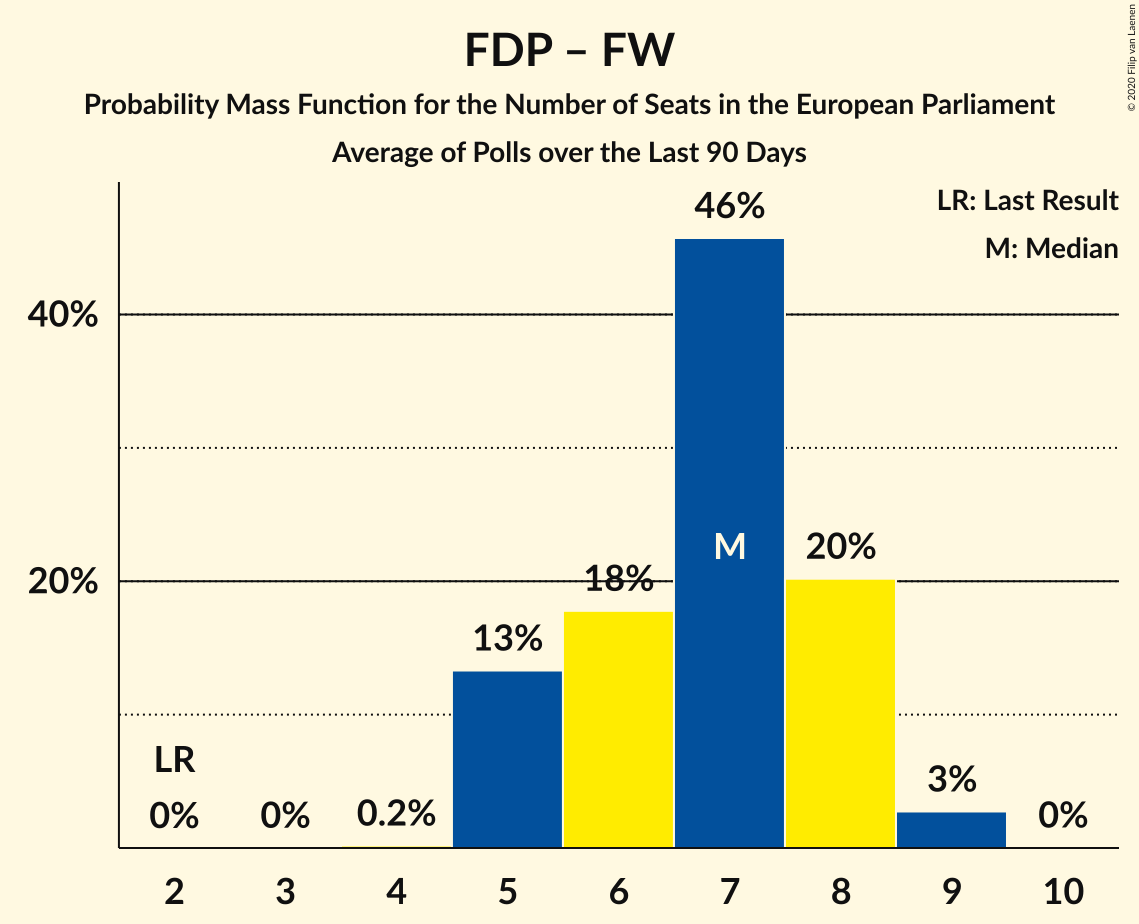 FDP – FW
Probability Mass Function for the Number of Seats in the European Parliament
Average of Polls over the Last 90 Days
© 2020 Filip van Laenen
LR: Last Result
M: Median
46%
40%
M
20%
20%
18%
13%
LR
0%
0%
0.2%
3%
0%
2 3 4 5 6 7 8 9 10